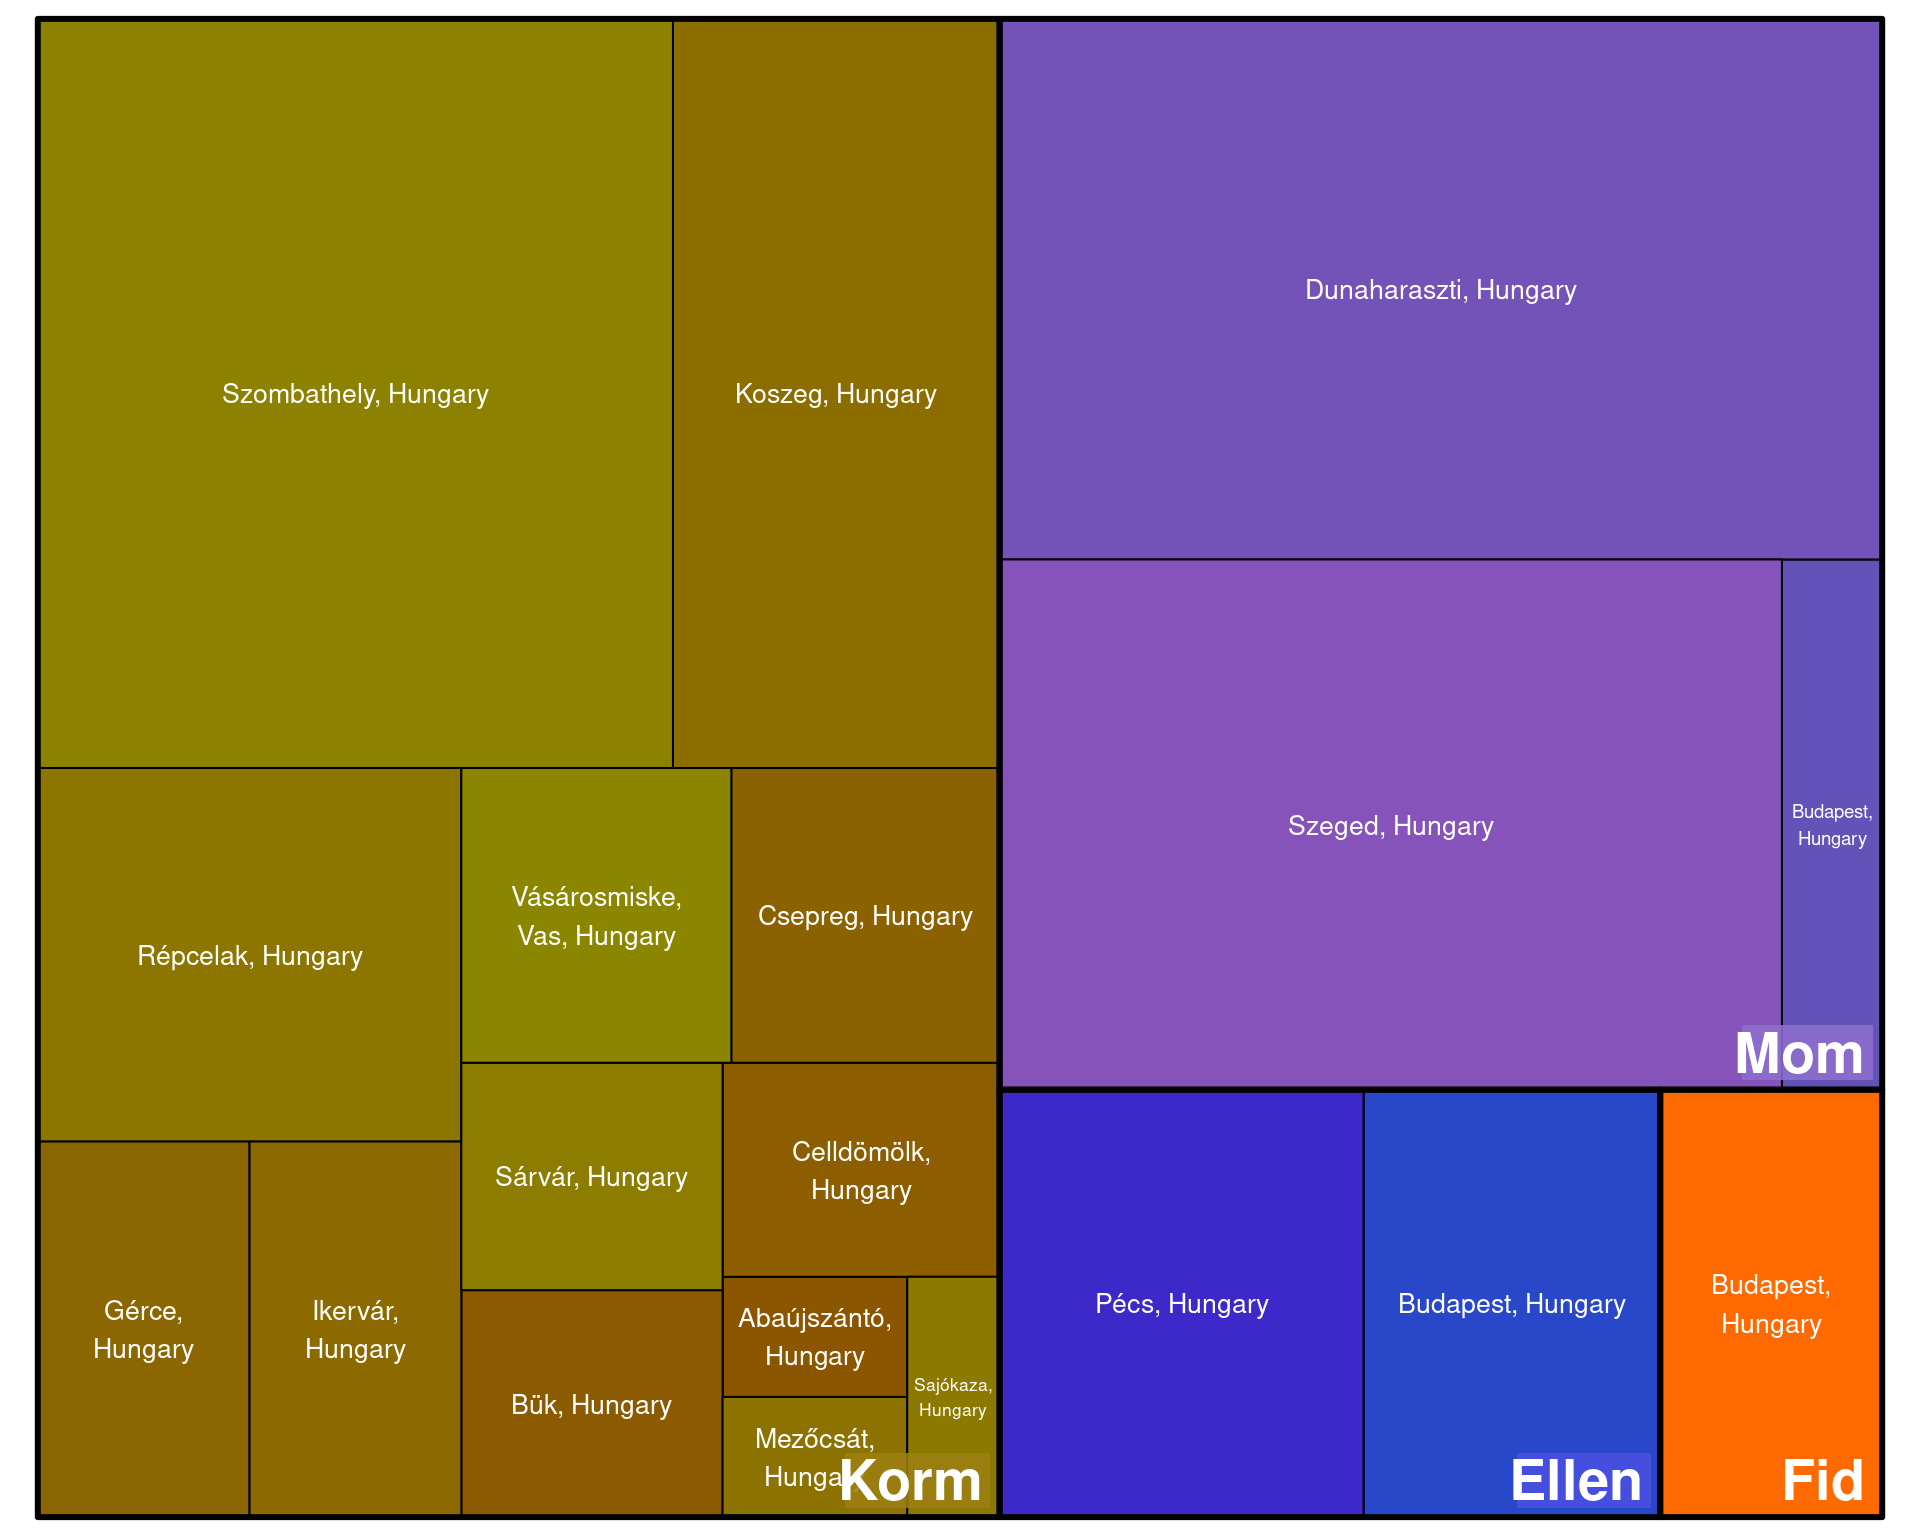 Szombathely, Hungary
Koszeg, Hungary
Répcelak, Hungary
Vásárosmiske,
Vas, Hungary
Csepreg, Hungary
Sárvár, Hungary
Celldömölk,
Hungary
Gérce,
Hungary
Ikervár,
Hungary
Bük, Hungary
Abaújszántó,
Hungary
Sajókaza,
Hungary
Mezőcsát,
Hunga
Korm
Dunaharaszti, Hungary
Szeged, Hungary
Budapest,
Hungary
Mom
Pécs, Hungary
Budapest, Hungary
Ellen
Budapest,
Hungary
Fid